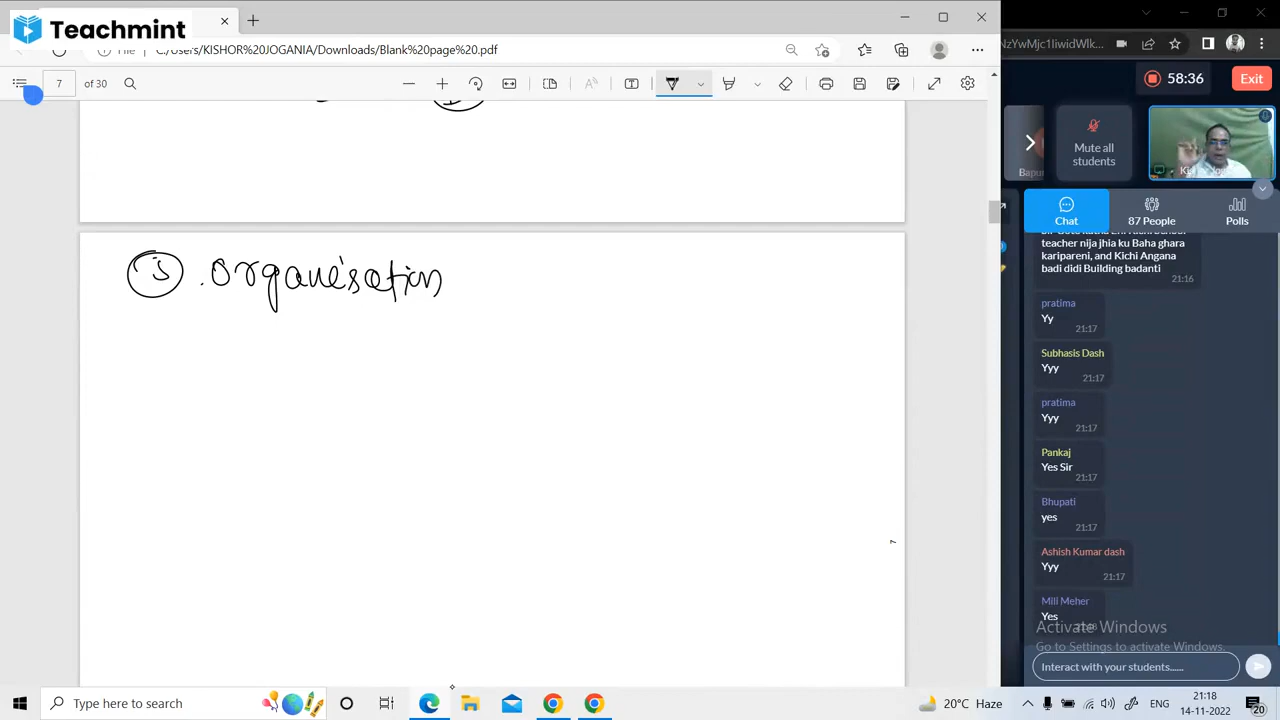 Teachmint
File
C:/Users/KISHOR%20JOGANIA/Downloads/Blank%20page%20.pdf
7 of 30
③ . Organisation
NzYwMjc1IiwidWlk
58:36
Exit
Mute all students
Chat
87 People
Polls
teacher nija jhia ku Baha ghara
karipareni, and Kichi Angana
badi didi Building badanti
21:16
pratima
Yy
21:17
Subhasis Dash
Yyy
21:17
pratima
Yyy
21:17
Pankaj
Yes Sir
21:17
Bhupati
yes
21:17
Ashish Kumar dash
Yyy
21:17
Mili Meher
Yes
Activate Windows
Go to Settings to activate Windows.
Interact with your students......
Type here to search
20°C Haze
ENG
21:18
14-11-2022
20